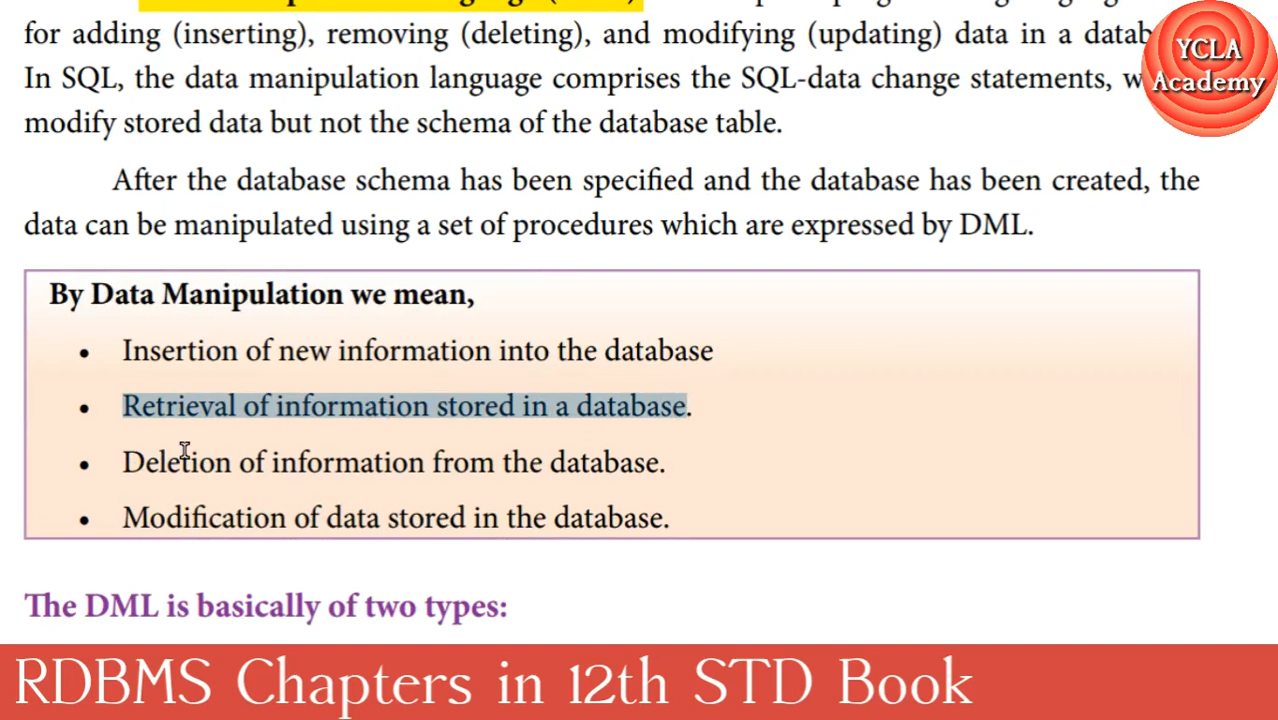 for adding (inserting), removing (deleting), and modifying (updating) data in a
In SQL, the data manipulation language comprises the SQL-data change statements,
modify stored data but not the schema of the database table.
After the database schema has been specified and the database has been created, the
data can be manipulated using a set of procedures which are expressed by DML.
By Data Manipulation we mean,
• Insertion of new information into the database
• Retrieval of information stored in a database.
• Deletion of information from the database.
• Modification of data stored in the database.
The DML is basically of two types:
YCLA
Academy
RDBMS Chapters in 12th STD Book